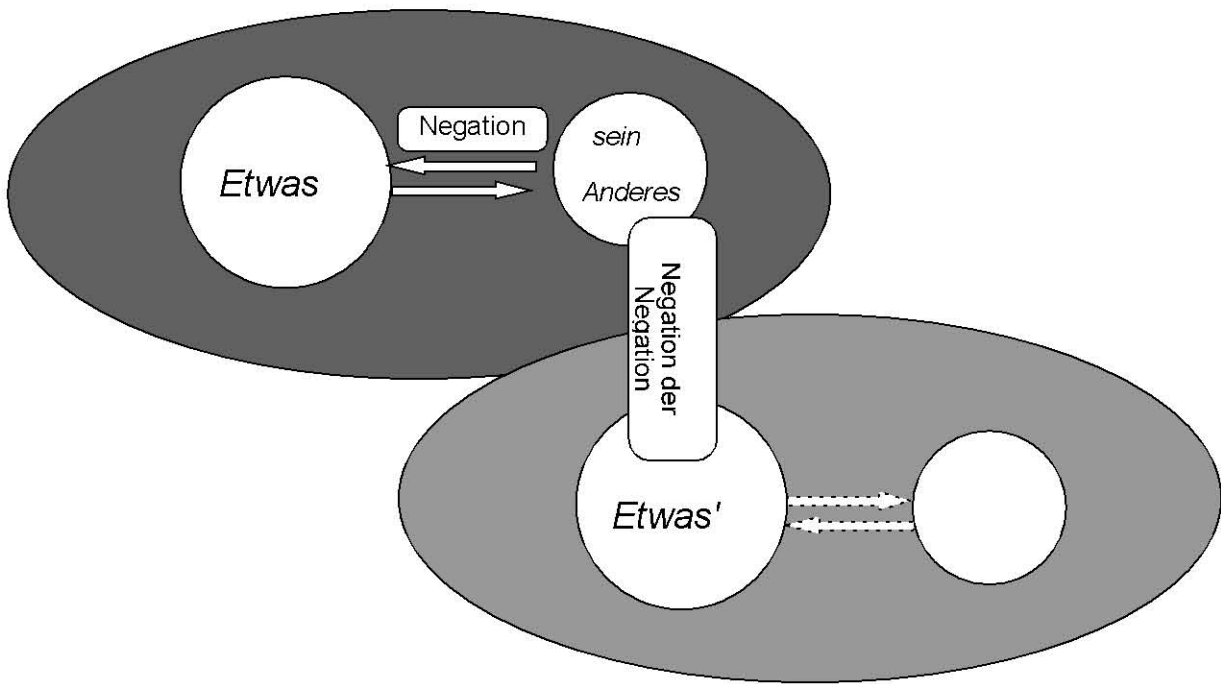 Negation
sein
Etwas
Anderes
Negation der
Negation
Etwas'